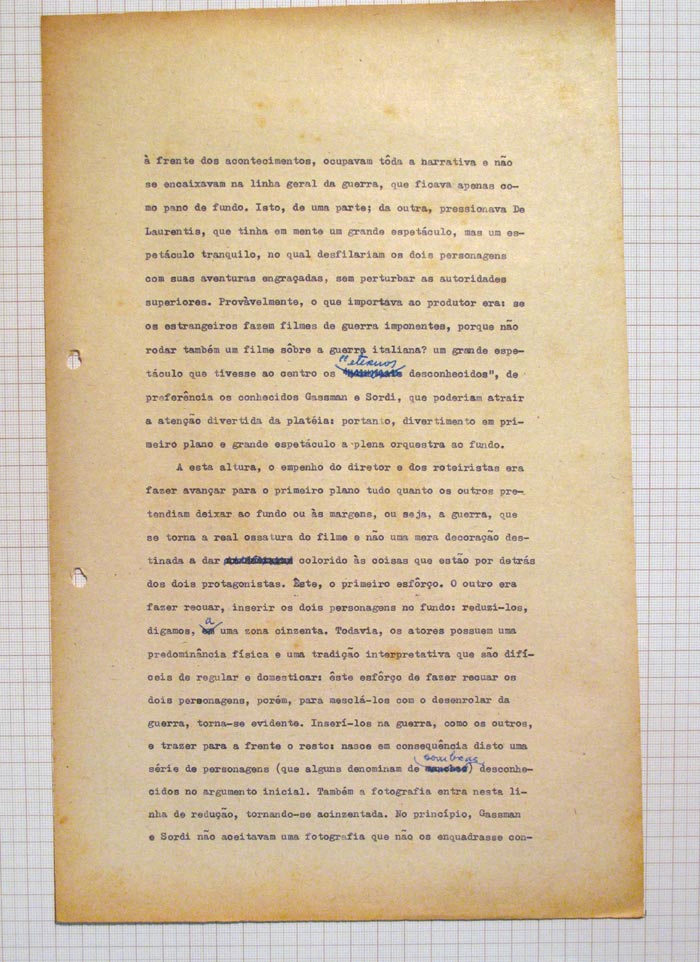 à frente dos acontecimentos, ocupavam tôda a narrativa e não
se encaixavam na linha geral da guerra, que ficava apenas co-
mo pano de fundo. Isto, de uma parte; da outra, pressionava De
Laurentis, que tinha em mente um grande espetáculo, mas um es-
petáculo tranquilo, no qual desfilariam os dois personagens
com suas aventuras engraçadas, sem perturbar as autoridades
superiores. Provàvelmente, o que importava ao produtor era: se
os estrangeiros fazem filmes de guerra imponentes, porque não
rodar também um filme sôbre a guerra italiana? um grande espe-
táculo que tivesse ao centro os "eternos desconhecidos", de
preferência os conhecidos Gassman e Sordi, que poderiam atrair
a atenção divertida da platéia: portanto, divertimento em pri-
meiro plano e grande espetáculo a plena orquestra ao fundo.
A esta altura, o empenho do diretor e dos roteiristas era
fazer avançar para o primeiro plano tudo quanto os outros pre-
tendiam deixar ao fundo ou às margens, ou seja, a guerra, que
se torna a real ossatura do filme e não uma mera decoração des-
tinada a dar colorido às coisas que estão por detrás
dos dois protagonistas. Êste, o primeiro esfôrço. O outro era
fazer recuar, inserir os dois personagens no fundo: reduzi-los,
digamos, a uma zona cinzenta. Todavia, os atores possuem uma
predominância física e uma tradição interpretativa que são difí-
ceis de regular e domesticar: êste esfôrço de fazer recuar os
dois personagens, porém, para mesclá-los com o desenrolar da
guerra, torna-se evidente. Inserí-los na guerra, como os outros,
e trazer para a frente o resto: nasce em consequência disto uma
série de personagens (que alguns denominam de sombras) desconhe-
cidos no argumento inicial. Também a fotografia entra nesta li-
nha de redução, tornando-se acinzentada. No princípio, Gassman
e Sordi não aceitavam uma fotografia que não os enquadrasse con-